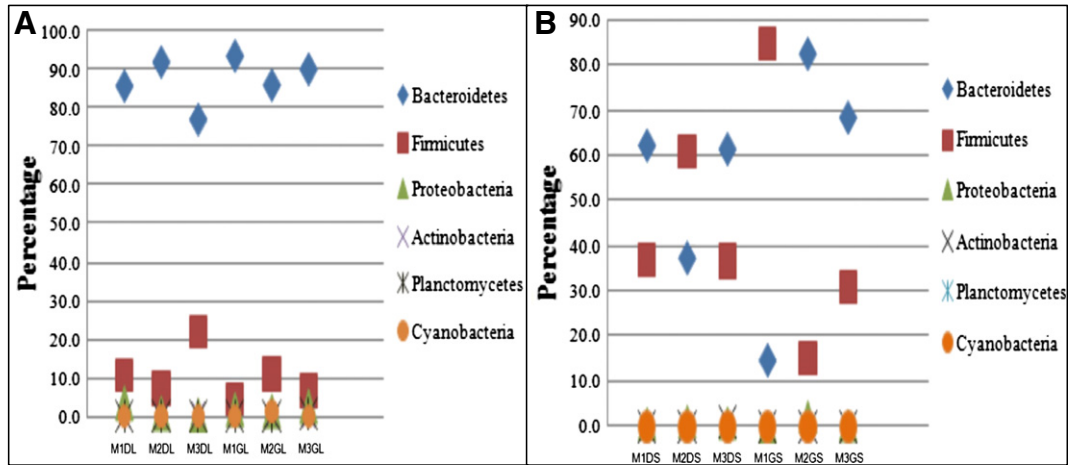 A
Percentage
100.0
90.0
80.0
70.0
60.0
50.0
40.0
30.0
20.0
10.0
0.0
M1DL M2DL M3DL M1GL M2GL M3GL
Bacteroidetes
Firmicutes
Proteobacteria
Actinobacteria
Planctomycetes
Cyanobacteria
B
Percentage
90.0
80.0
70.0
60.0
50.0
40.0
30.0
20.0
10.0
0.0
M1DS M2DS M3DS M1GS M2GS M3GS
Bacteroidetes
Firmicutes
Proteobacteria
Actinobacteria
Planctomycetes
Cyanobacteria